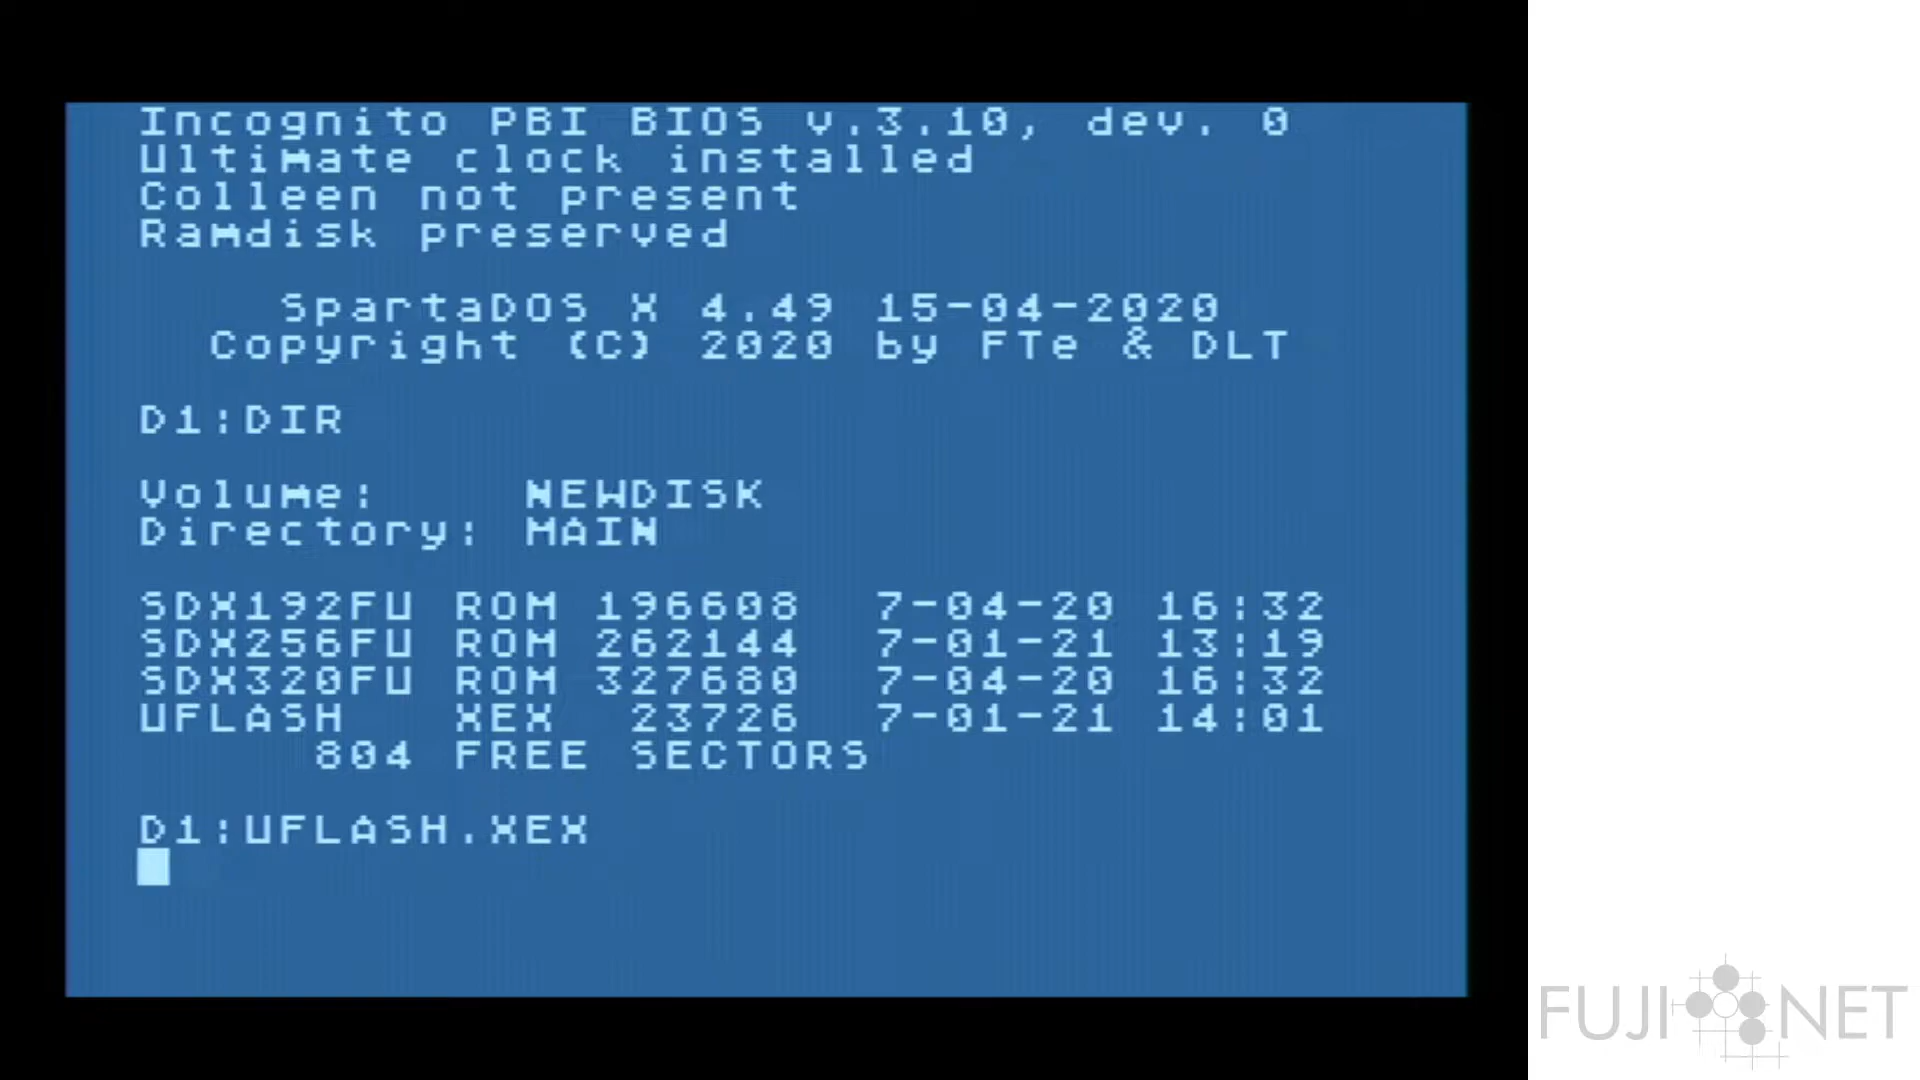 Incognito PBI BIOS v.3.10, dev. 0
Ultimate clock installed
Colleen not present
Ramdisk preserved
SpartaDOS X 4.49 15-04-2020
Copyright (C) 2020 by FTe & DLT
D1:DIR
Volume: NEWDISK
Directory: MAIN
SDX192FU ROM 196608 7-04-20 16:32
SDX256FU ROM 262144 7-01-21 13:19
SDX320FU ROM 327680 7-04-20 16:32
UFLASH XEX 23726 7-01-21 14:01
804 FREE SECTORS
D1:UFLASH.XEX
FUJI NET